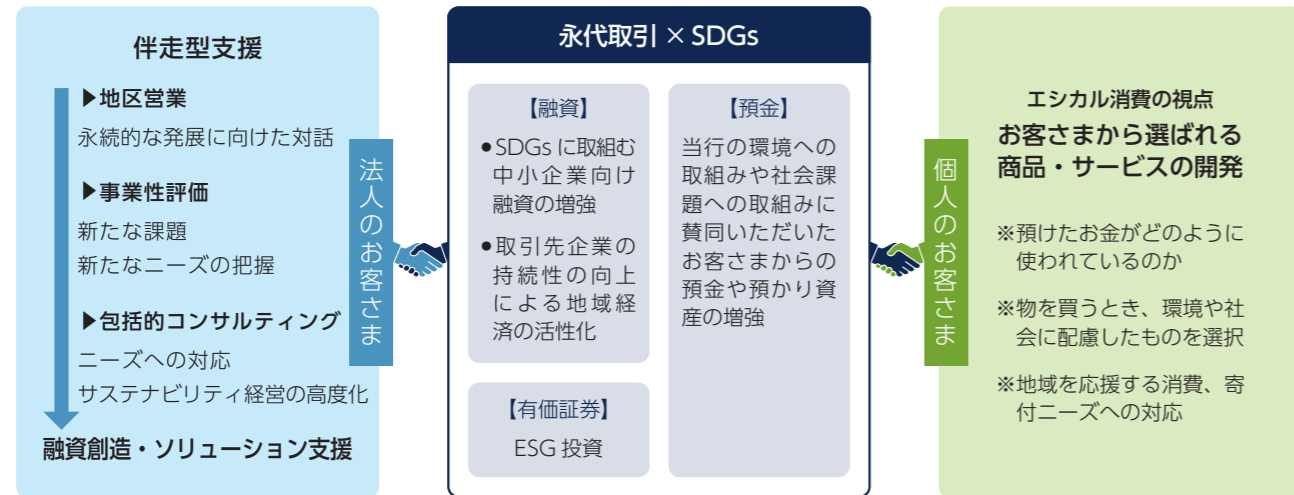 伴走型支援
▶地区営業
永続的な発展に向けた対話
▶事業性評価
新たな課題
新たなニーズの把握
▶包括的コンサルティング
ニーズへの対応
サステナビリティ経営の高度化
融資創造・ソリューション支援
法人のお客さま
永代取引 × SDGs
【融資】
●SDGs に取組む
中小企業向け
融資の増強
●取引先企業の
持続性の向上
による地域経
済の活性化
【有価証券】
ESG 投資
【預金】
当行の環境への
取組みや社会課
題への取組みに
賛同いただいた
お客さまからの
預金や預かり資
産の増強
個人のお客さま
エシカル消費の視点
お客さまから選ばれる
商品・サービスの開発
※預けたお金がどのように
使われているのか
※物を買うとき、環境や社
会に配慮したものを選択
※地域を応援する消費、寄
付ニーズへの対応